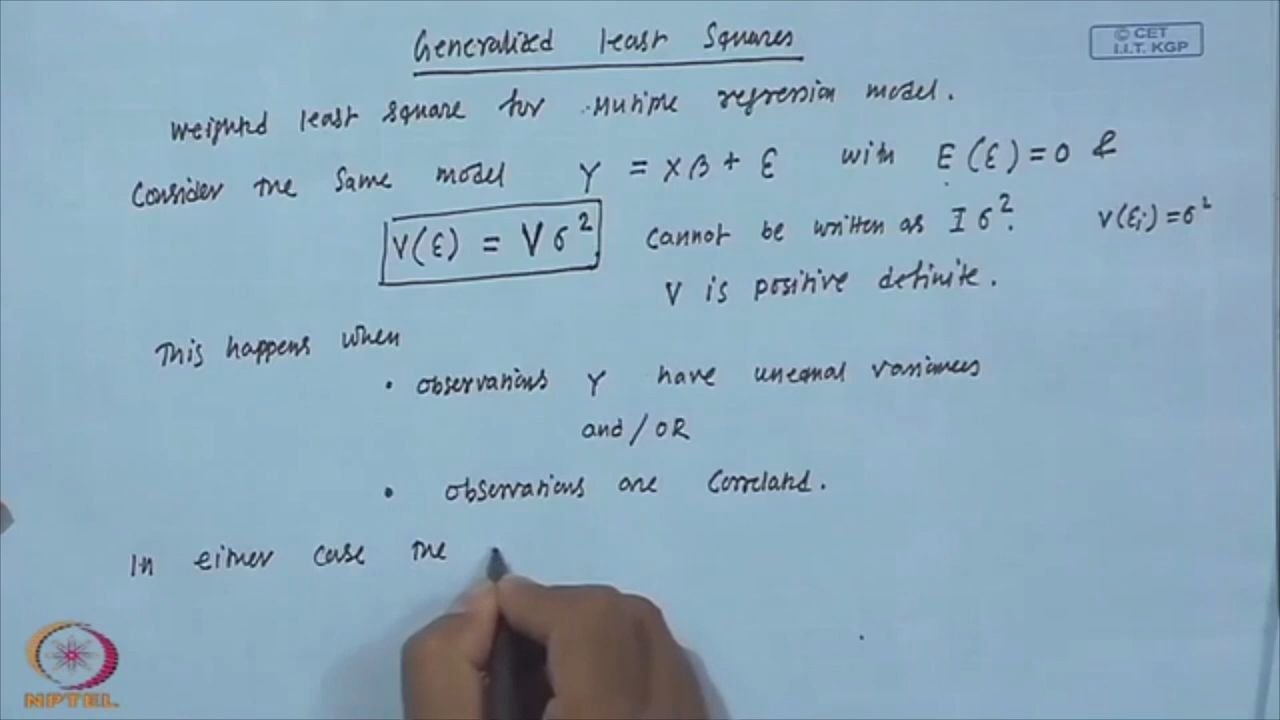 Generalized least Squares
© CET
I.I.T. KGP
Weighted least square for Multiple regression model.
Consider the same model Y = Xβ + ε with E(ε) = 0 &
V(ε) = Vσ² cannot be written as Iσ². V(εi) = σ²
V is positive definite.
This happens when
• observations Y have unequal variances
and/OR
• observations are Correlated.
In either case the
NPTEL